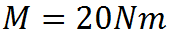 M = 20Nm